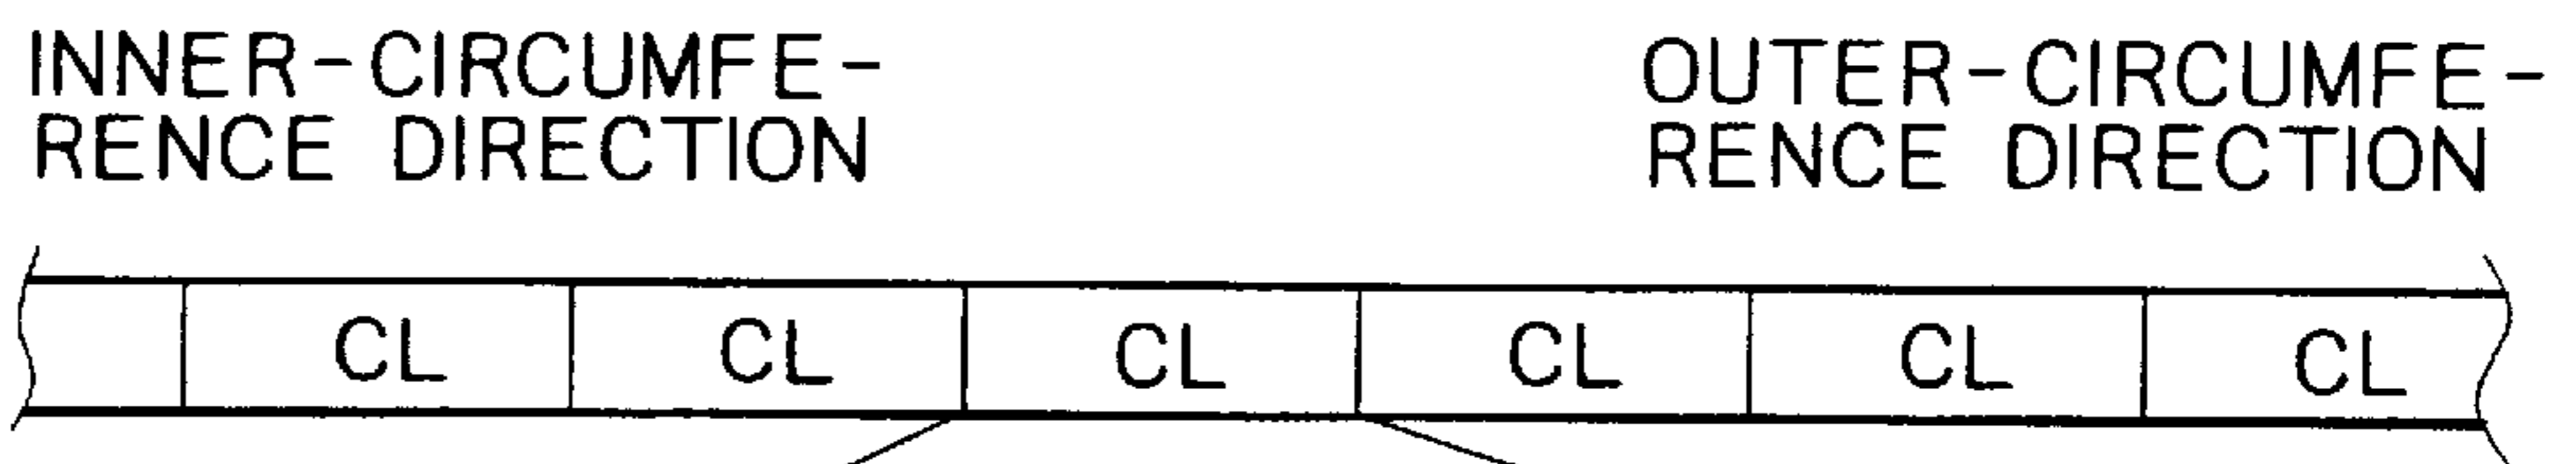 INNER-CIRCUMFE-
RENCE DIRECTION
OUTER-CIRCUMFE-
RENCE DIRECTION
CL CL CL CL CL CL